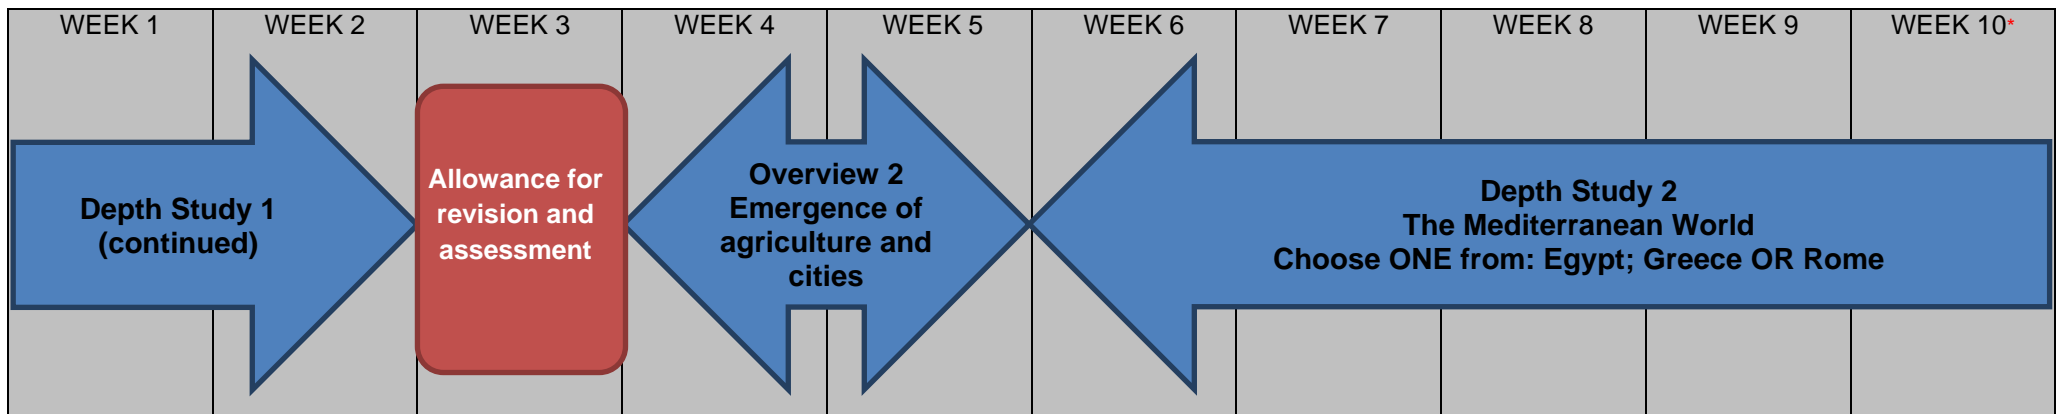 WEEK 1 WEEK 2 WEEK 3 WEEK 4 WEEK 5 WEEK 6 WEEK 7 WEEK 8 WEEK 9 WEEK 10*
Depth Study 1
(continued)
Allowance for
revision and
assessment
Overview 2
Emergence of
agriculture and
cities
Depth Study 2
The Mediterranean World
Choose ONE from: Egypt; Greece OR Rome